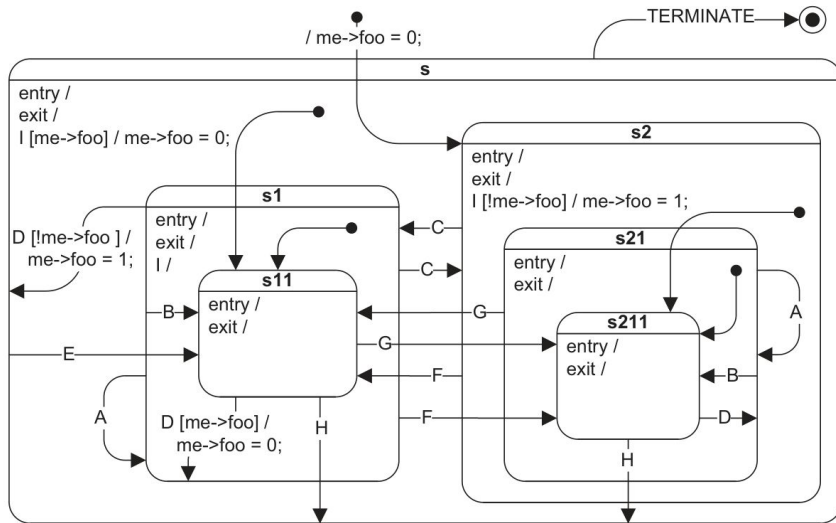 TERMINATE
/ me->foo = 0;
s
entry /
exit /
I [me->foo] / me->foo = 0;
s2
entry /
exit /
I [!me->foo] / me->foo = 1;
s1
entry /
exit /
I /
D [!me->foo ] /
me->foo = 1;
C
C
s21
entry /
exit /
s11
entry /
exit /
B
G
A
s211
entry /
exit /
G
E
F
B
A
D [me->foo] /
me->foo = 0;
H
F
D
H